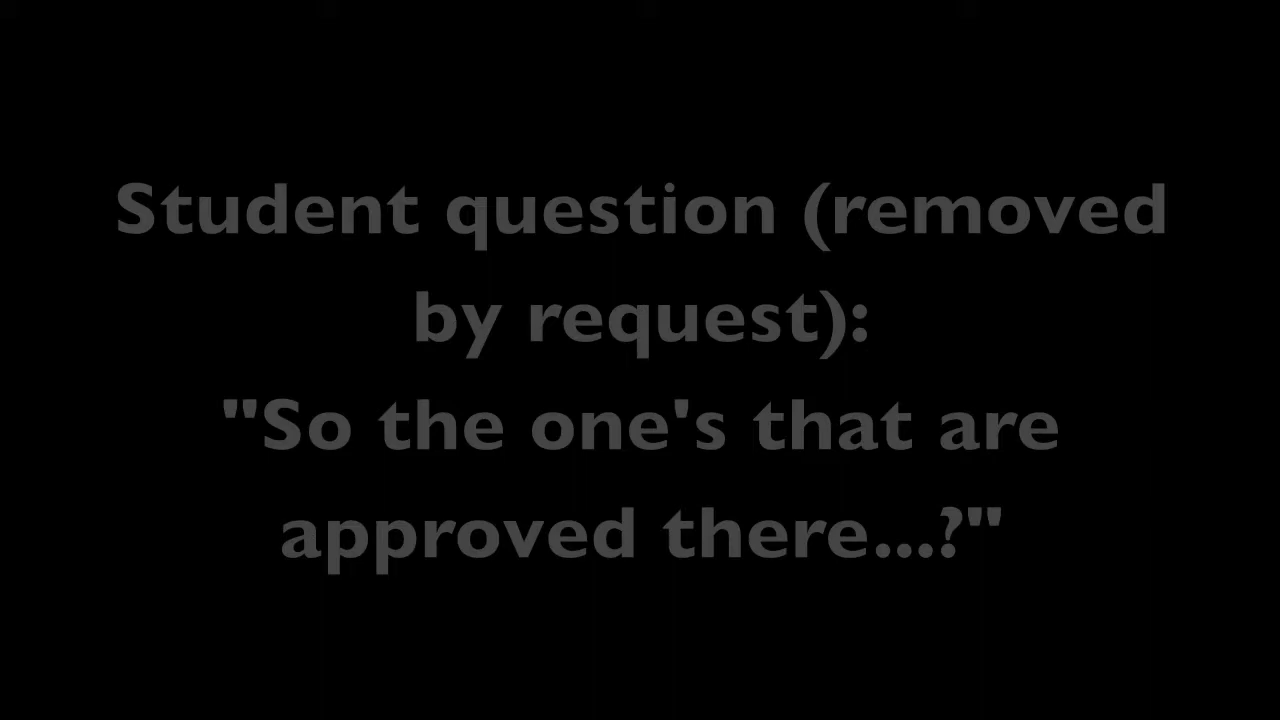 Student question (removed
by request):
"So the one's that are
approved there...?"